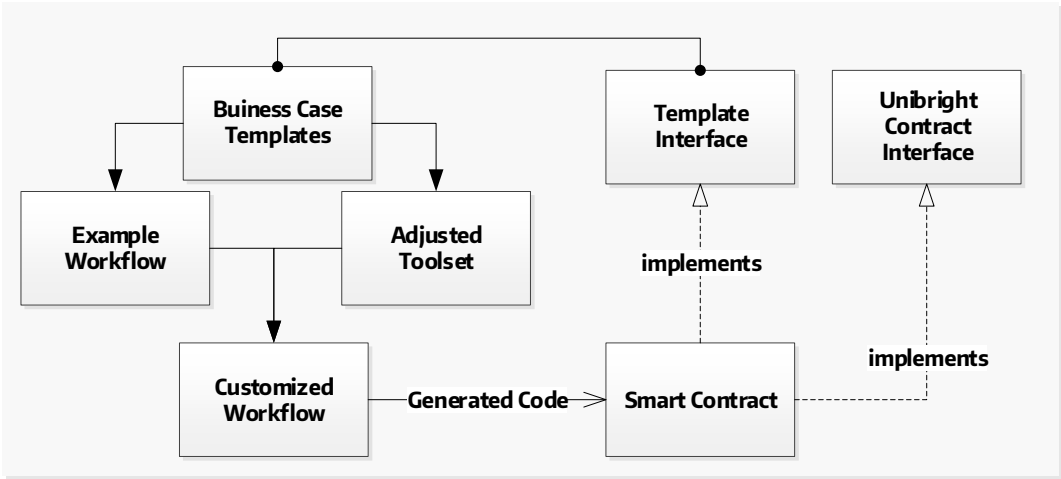 Buiness Case
Templates
Template
Interface
Unibright
Contract
Interface
Example
Workflow
Adjusted
Toolset
implements
implements
Customized
Workflow
Generated Code
Smart Contract